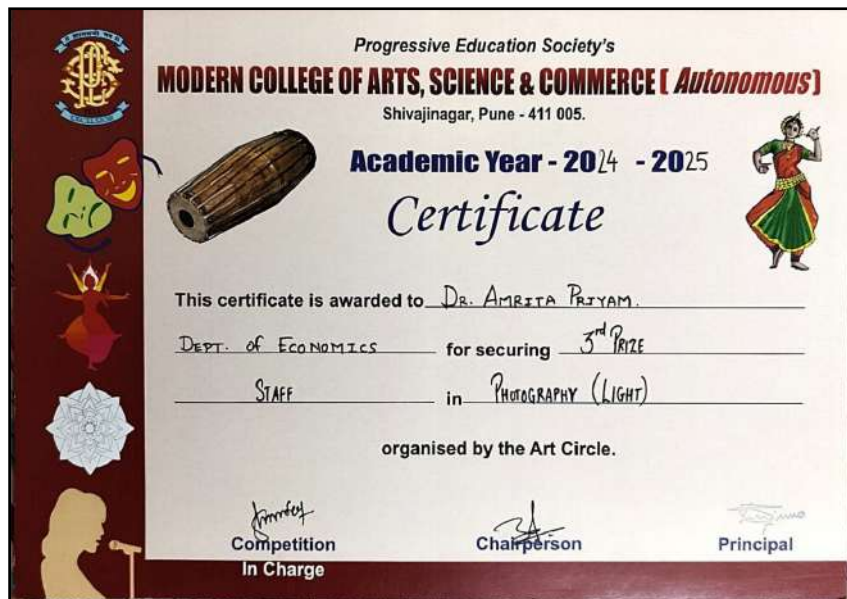 Progressive Education Society's
MODERN COLLEGE OF ARTS, SCIENCE & COMMERCE [ Autonomous ]
Shivajinagar, Pune - 411 005.
Academic Year - 2024 - 2025
Certificate
This certificate is awarded to DR. AMRITA PRIYAM.
DEPT. of ECONOMICS for securing 3rd PRIZE
STAFF in PHOTOGRAPHY (LIGHT)
organised by the Art Circle.
Competition Chairperson Principal
In Charge